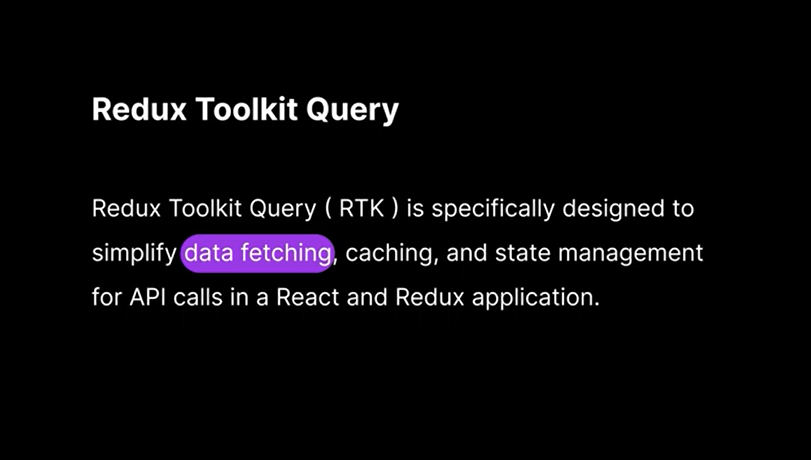 Redux Toolkit Query
Redux Toolkit Query ( RTK ) is specifically designed to
simplify data fetching, caching, and state management
for API calls in a React and Redux application.